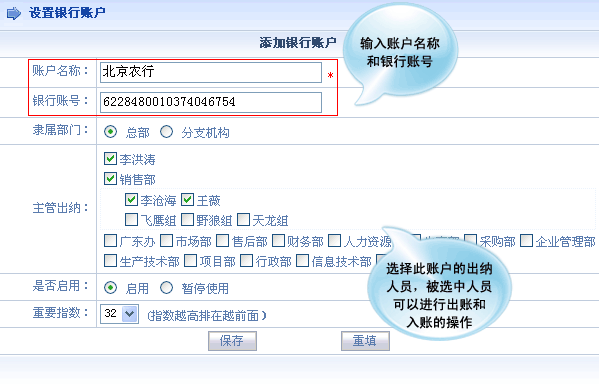 设置银行账户
添加银行账户
输入账户名称
和银行账号
账户名称： 北京农行 *
银行账号： 6228480010374046754
隶属部门： 总部 分支机构
主管出纳：
李洪涛
销售部
李沧海 王薇
飞鹰组 野狼组 天龙组
广东办 市场部 售后部 财务部 人力资源 采购部 企业管理部
生产技术部 项目部 行政部 信息技术部
选择此账户的出纳
人员，被选中人员
可以进行出账和
入账的操作
是否启用： 启用 暂停使用
重要指数： 32 (指数越高排在越前面)
保存 重填